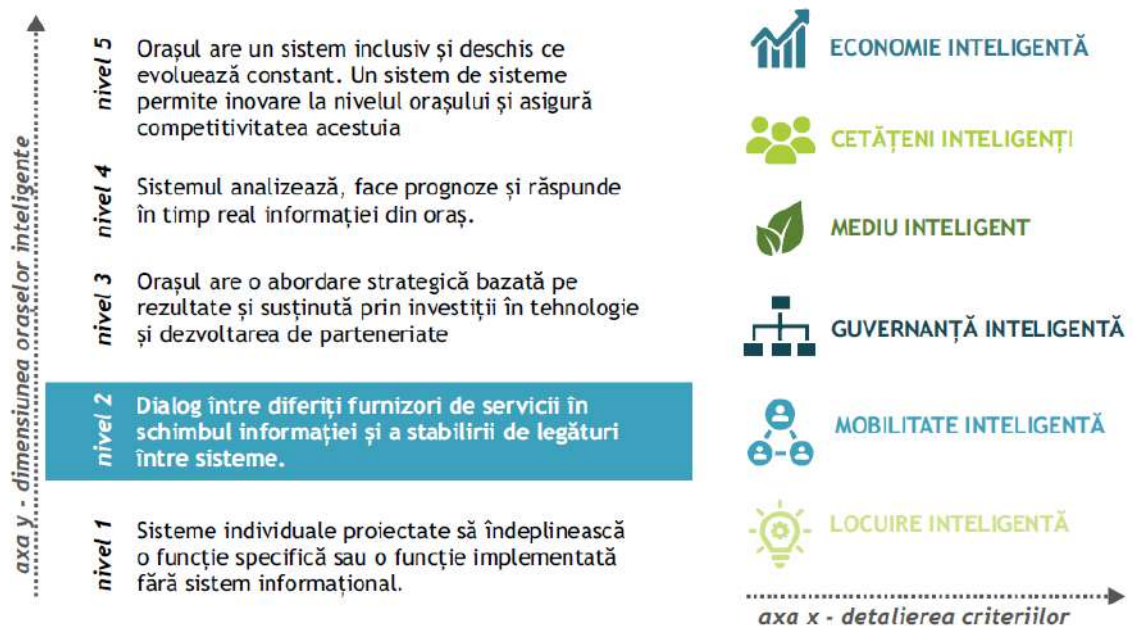 axa y - dimensiunea orașelor inteligente
nivel 5
Orașul are un sistem inclusiv și deschis ce
evoluează constant. Un sistem de sisteme
permite inovare la nivelul orașului și asigură
competitivitatea acestuia
nivel 4
Sistemul analizează, face prognoze și răspunde
în timp real informației din oraș.
nivel 3
Orașul are o abordare strategică bazată pe
rezultate și susținută prin investiții în tehnologie
și dezvoltarea de parteneriate
nivel 2
Dialog între diferiți furnizori de servicii în
schimbul informației și a stabilirii de legături
între sisteme.
nivel 1
Sisteme individuale proiectate să îndeplinească
o funcție specifică sau o funcție implementată
fără sistem informațional.
ECONOMIE INTELIGENTĂ
CETĂȚENI INTELIGENȚI
MEDIU INTELIGENT
GUVERNANȚĂ INTELIGENTĂ
MOBILITATE INTELIGENTĂ
LOCUIRE INTELIGENTĂ
axa x - detalierea criteriilor